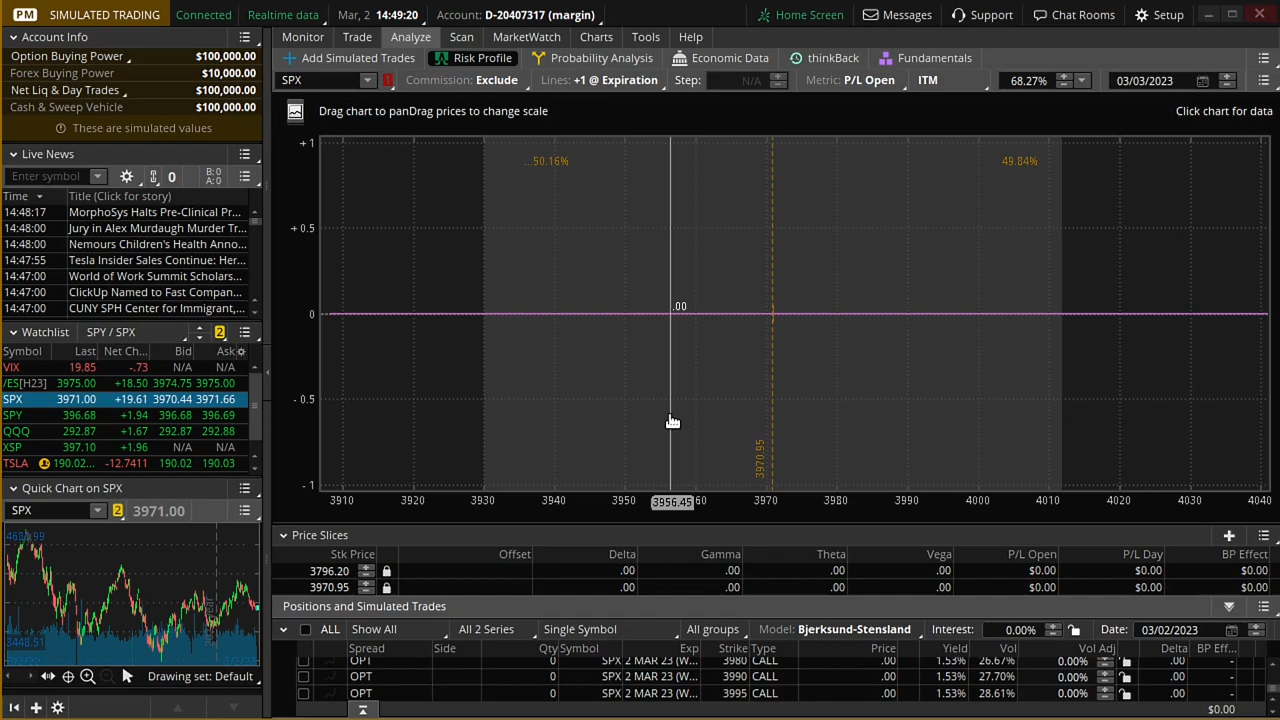 PM SIMULATED TRADING Connected Realtime data Mar, 2 14:49:20 Account: D-20407317 (margin) Home Screen Messages Support Chat Rooms Setup
Account Info
Option Buying Power $100,000.00
Forex Buying Power $10,000.00
Net Liq & Day Trades $100,000.00
Cash & Sweep Vehicle $100,000.00
These are simulated values
Live News
Enter symbol 0 B: 0 A: 0
Time Title (Click for story)
14:48:17 MorphoSys Halts Pre-Clinical Pr...
14:48:00 Jury in Alex Murdaugh Murder Tr...
14:48:00 Nemours Children's Health Anno...
14:47:55 Tesla Insider Sales Continue: Her...
14:47:00 World of Work Summit Scholars...
14:47:00 ClickUp Named to Fast Compan...
14:47:00 CUNY SPH Center for Immigrant,...
Watchlist SPY / SPX 2
Symbol Last Net Ch... Bid Ask
VIX 19.85 -.73 N/A N/A
/ES[H23] 3975.00 +18.50 3974.75 3975.00
SPX 3971.00 +19.61 3970.44 3971.66
SPY 396.68 +1.94 396.68 396.69
QQQ 292.87 +1.67 292.87 292.88
XSP 397.10 +1.96 N/A N/A
TSLA 190.02... -12.7411 190.02 190.03
Quick Chart on SPX
SPX 2 3971.00
Drawing set: Default
Monitor Trade Analyze Scan MarketWatch Charts Tools Help
Add Simulated Trades Risk Profile Probability Analysis Economic Data thinkBack Fundamentals
SPX 1 Commission: Exclude Lines: +1 @ Expiration Step: N/A Metric: P/L Open ITM 68.27% 03/03/2023
Drag chart to panDrag prices to change scale Click chart for data
+ 1
...50.16% 49.84%
+ 0.5
.00
0
- 0.5
3970.95
- 1
3910 3920 3930 3940 3950 3956.45 60 3970 3980 3990 4000 4010 4020 4030 4040
Price Slices
Stk Price Offset Delta Gamma Theta Vega P/L Open P/L Day BP Effect
3796.20 .00 .00 .00 .00 $0.00 $0.00 $0.00
3970.95 .00 .00 .00 .00 $0.00 $0.00 $0.00
Positions and Simulated Trades
ALL Show All All 2 Series Single Symbol All groups Model: Bjerksund-Stensland Interest: 0.00% Date: 03/02/2023
Spread Side Qty Symbol Exp Strike Type Price Yield Vol Vol Adj Delta BP Eff...
OPT 0 SPX 2 MAR 23 (W... 3980 CALL .00 1.53% 26.67% 0.00% .00 -
OPT 0 SPX 2 MAR 23 (W... 3990 CALL .00 1.53% 27.70% 0.00% .00 -
OPT 0 SPX 2 MAR 23 (W... 3995 CALL .00 1.53% 28.61% 0.00% .00 -
$0.00